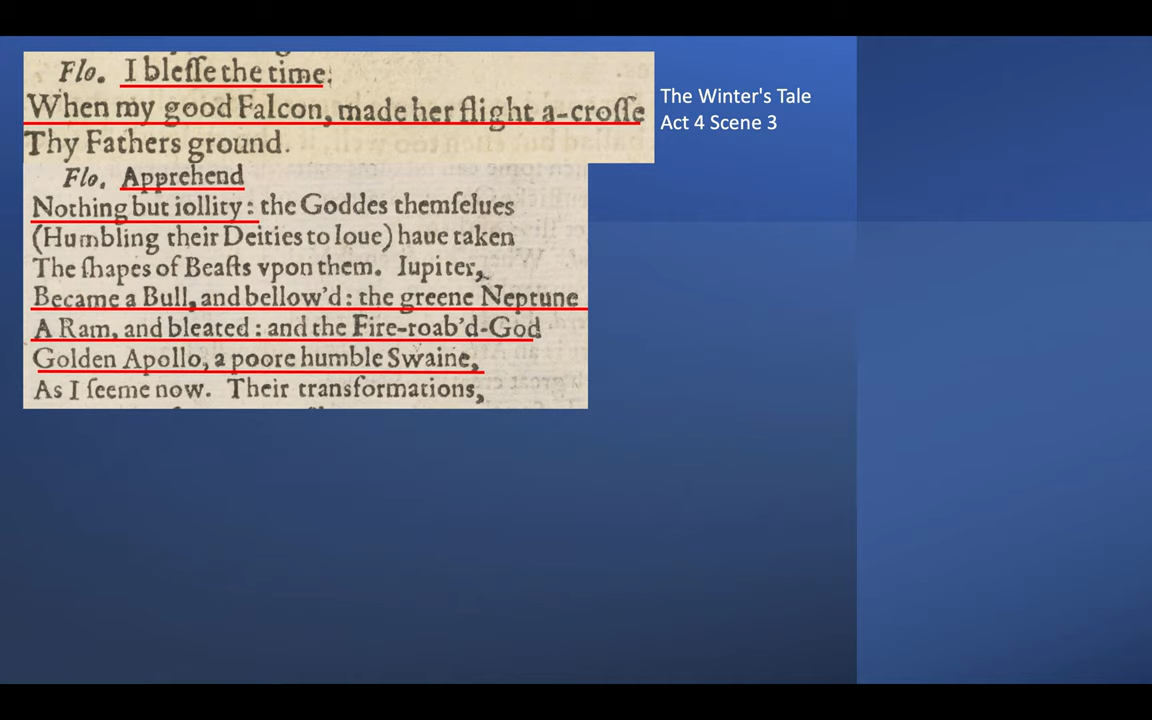 Flo. I bleſſe the time:
When my good Falcon, made her flight a-croſſe
Thy Fathers ground.
Flo. Apprehend
Nothing but iollity: the Goddes themſelues
(Humbling their Deities to loue) haue taken
The ſhapes of Beaſts vpon them. Iupiter,
Became a Bull, and bellow'd: the greene Neptune
A Ram, and bleated: and the Fire-roab'd-God
Golden Apollo, a poore humble Swaine,
As I ſeeme now. Their transformations,
The Winter's Tale
Act 4 Scene 3